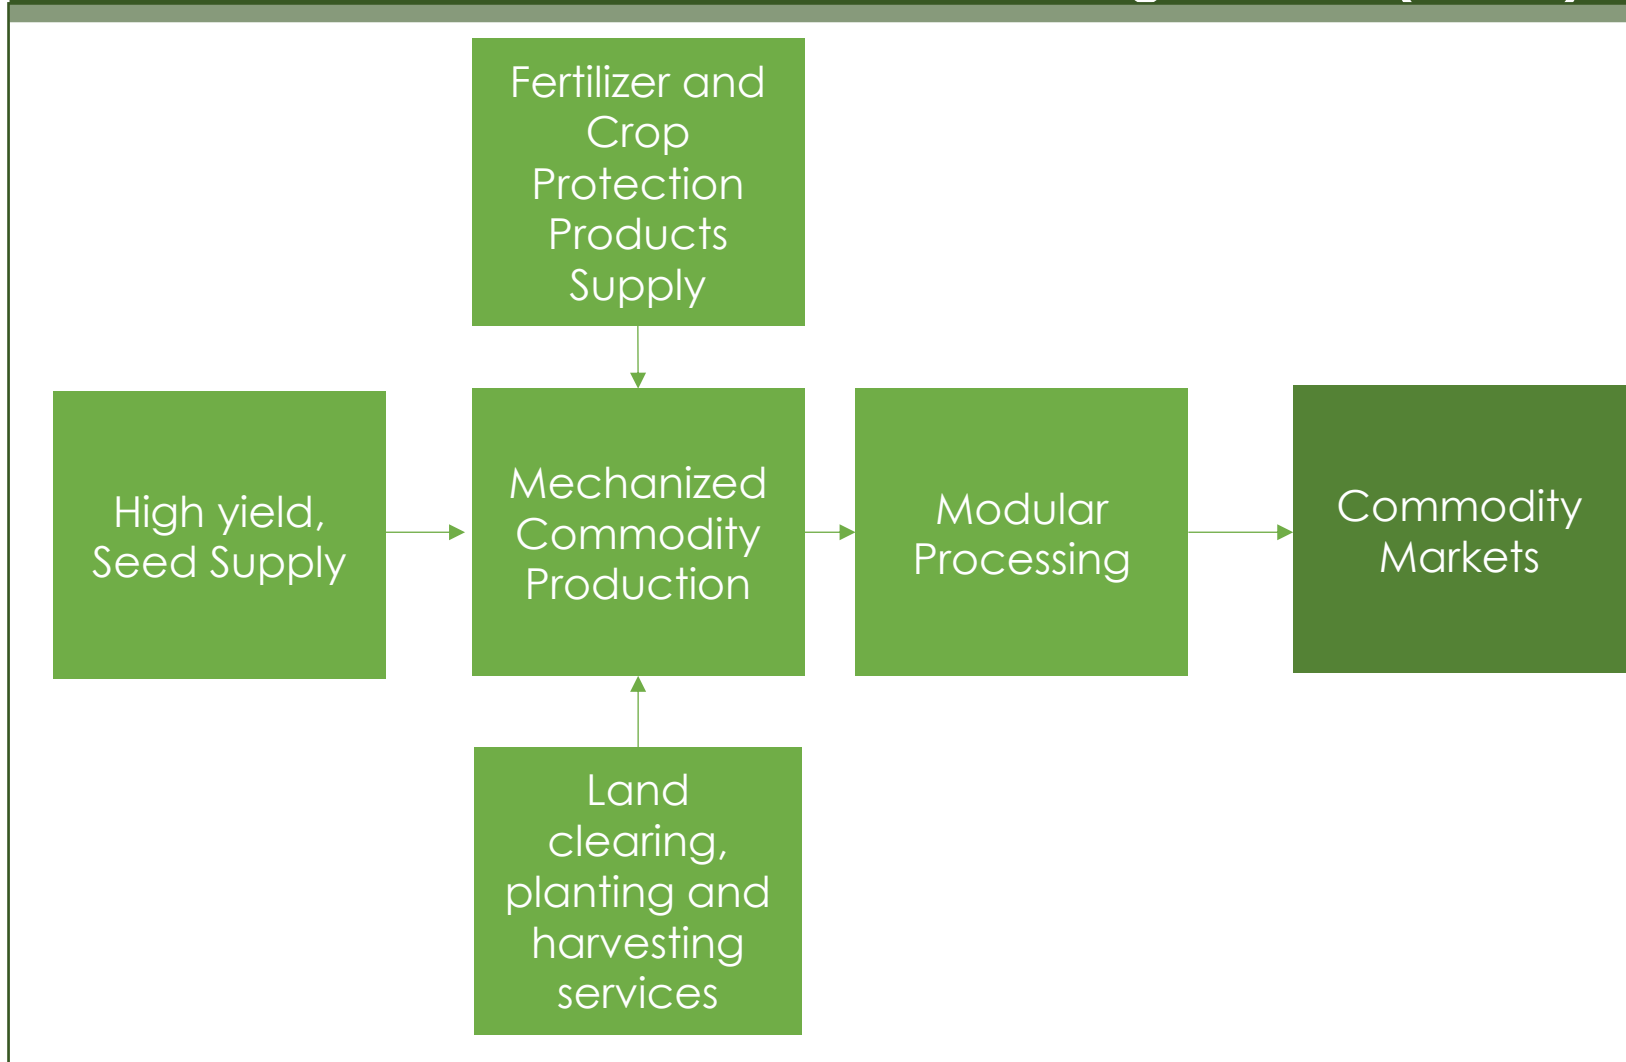 Fertilizer and
Crop
Protection
Products
Supply
High yield,
Seed Supply
Mechanized
Commodity
Production
Modular
Processing
Commodity
Markets
Land
clearing,
planting and
harvesting
services